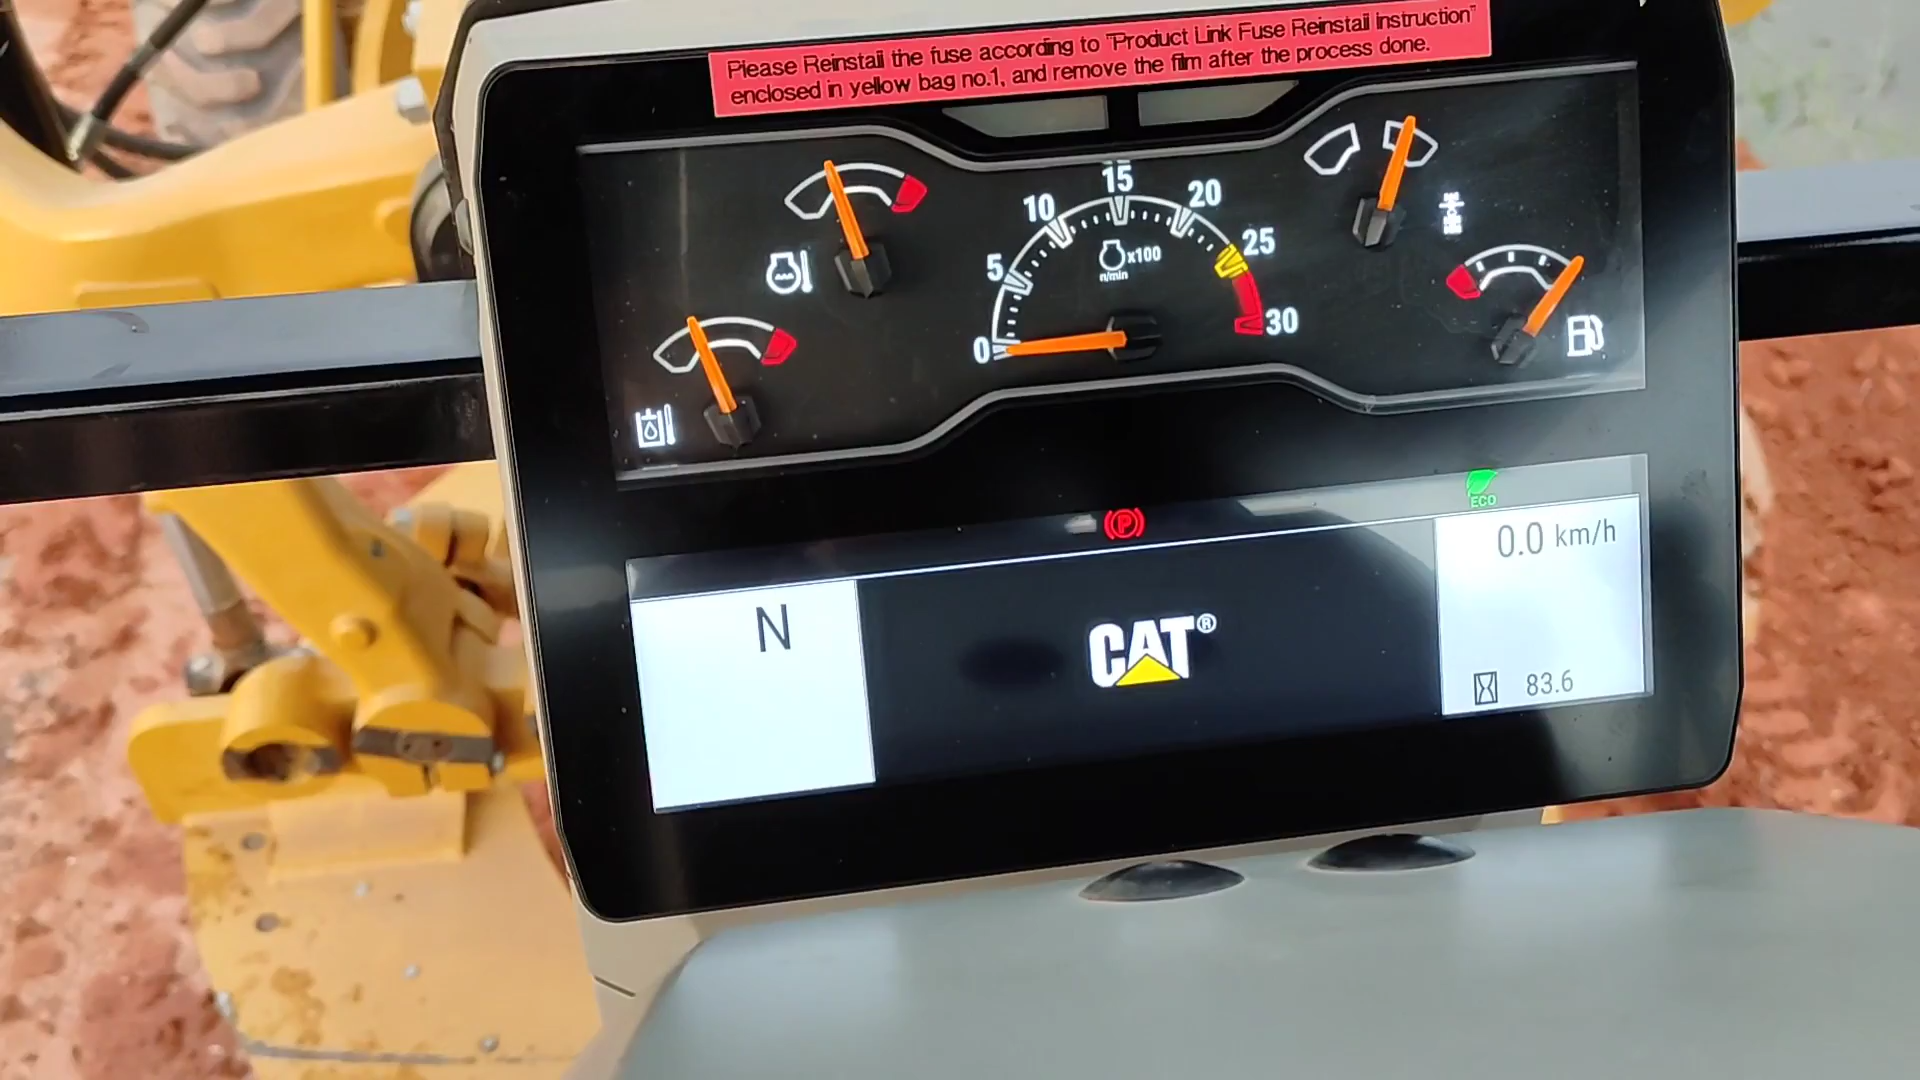 Please Reinstall the fuse according to "Product Link Fuse Reinstall instruction"
enclosed in yellow bag no.1, and remove the film after the process done.
0
5
10
15
20
25
30
x100
n/min
ECO
P
0.0 km/h
N
CAT®
83.6